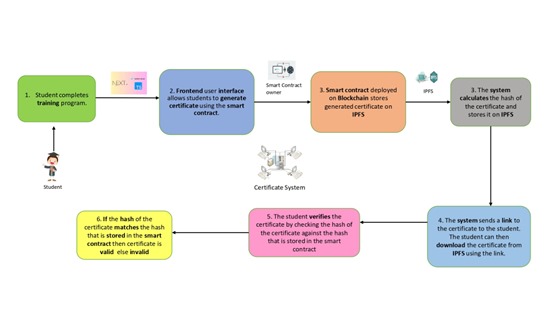 1. Student completes
training program.
NEXT.
TS
2. Frontend user interface
allows students to generate
certificate using the smart
contract.
Smart Contract
owner
3. Smart contract deployed
on Blockchain stores
generated certificate on
IPFS
IPFS
3. The system
calculates the hash of
the certificate and
stores it on IPFS
Student
Certificate System
6. If the hash of the
certificate matches the hash
that is stored in the smart
contract then certificate is
valid else invalid
5. The student verifies the
certificate by checking the hash of
the certificate against the hash
that is stored in the smart
contract
4. The system sends a link to
the certificate to the student.
The student can then
download the certificate from
IPFS using the link.